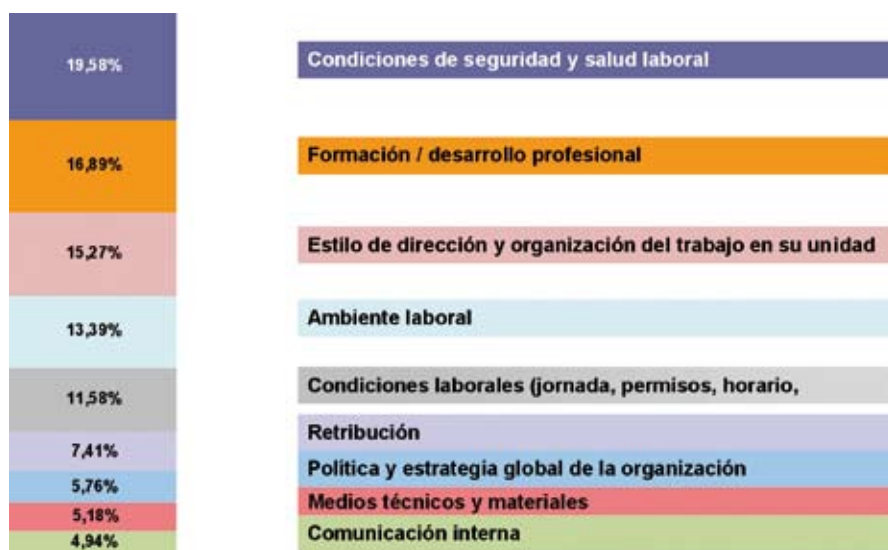 19,58% Condiciones de seguridad y salud laboral
16,89% Formación / desarrollo profesional
15,27% Estilo de dirección y organización del trabajo en su unidad
13,39% Ambiente laboral
11,58% Condiciones laborales (jornada, permisos, horario,
7,41% Retribución
5,76% Política y estrategia global de la organización
5,18% Medios técnicos y materiales
4,94% Comunicación interna